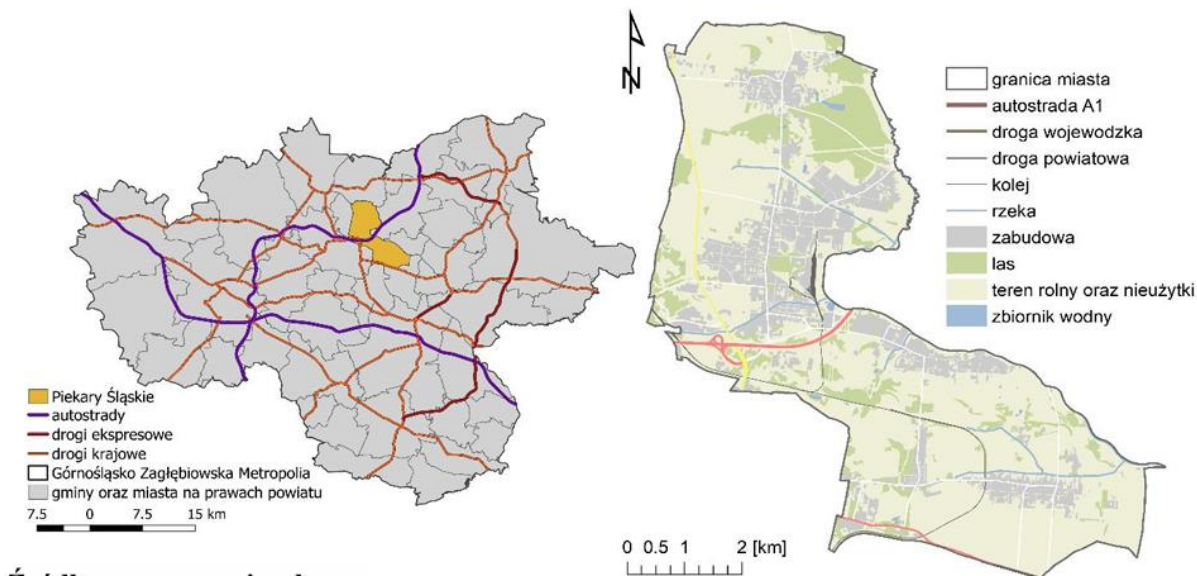 Piekary Śląskie
autostrady
drogi ekspresowe
drogi krajowe
Górnośląsko Zagłębiowska Metropolia
gminy oraz miasta na prawach powiatu
7.5 0 7.5 15 km
N
granica miasta
autostrada A1
droga wojewodzka
droga powiatowa
kolej
rzeka
zabudowa
las
teren rolny oraz nieużytki
zbiornik wodny
0 0.5 1 2 [km]